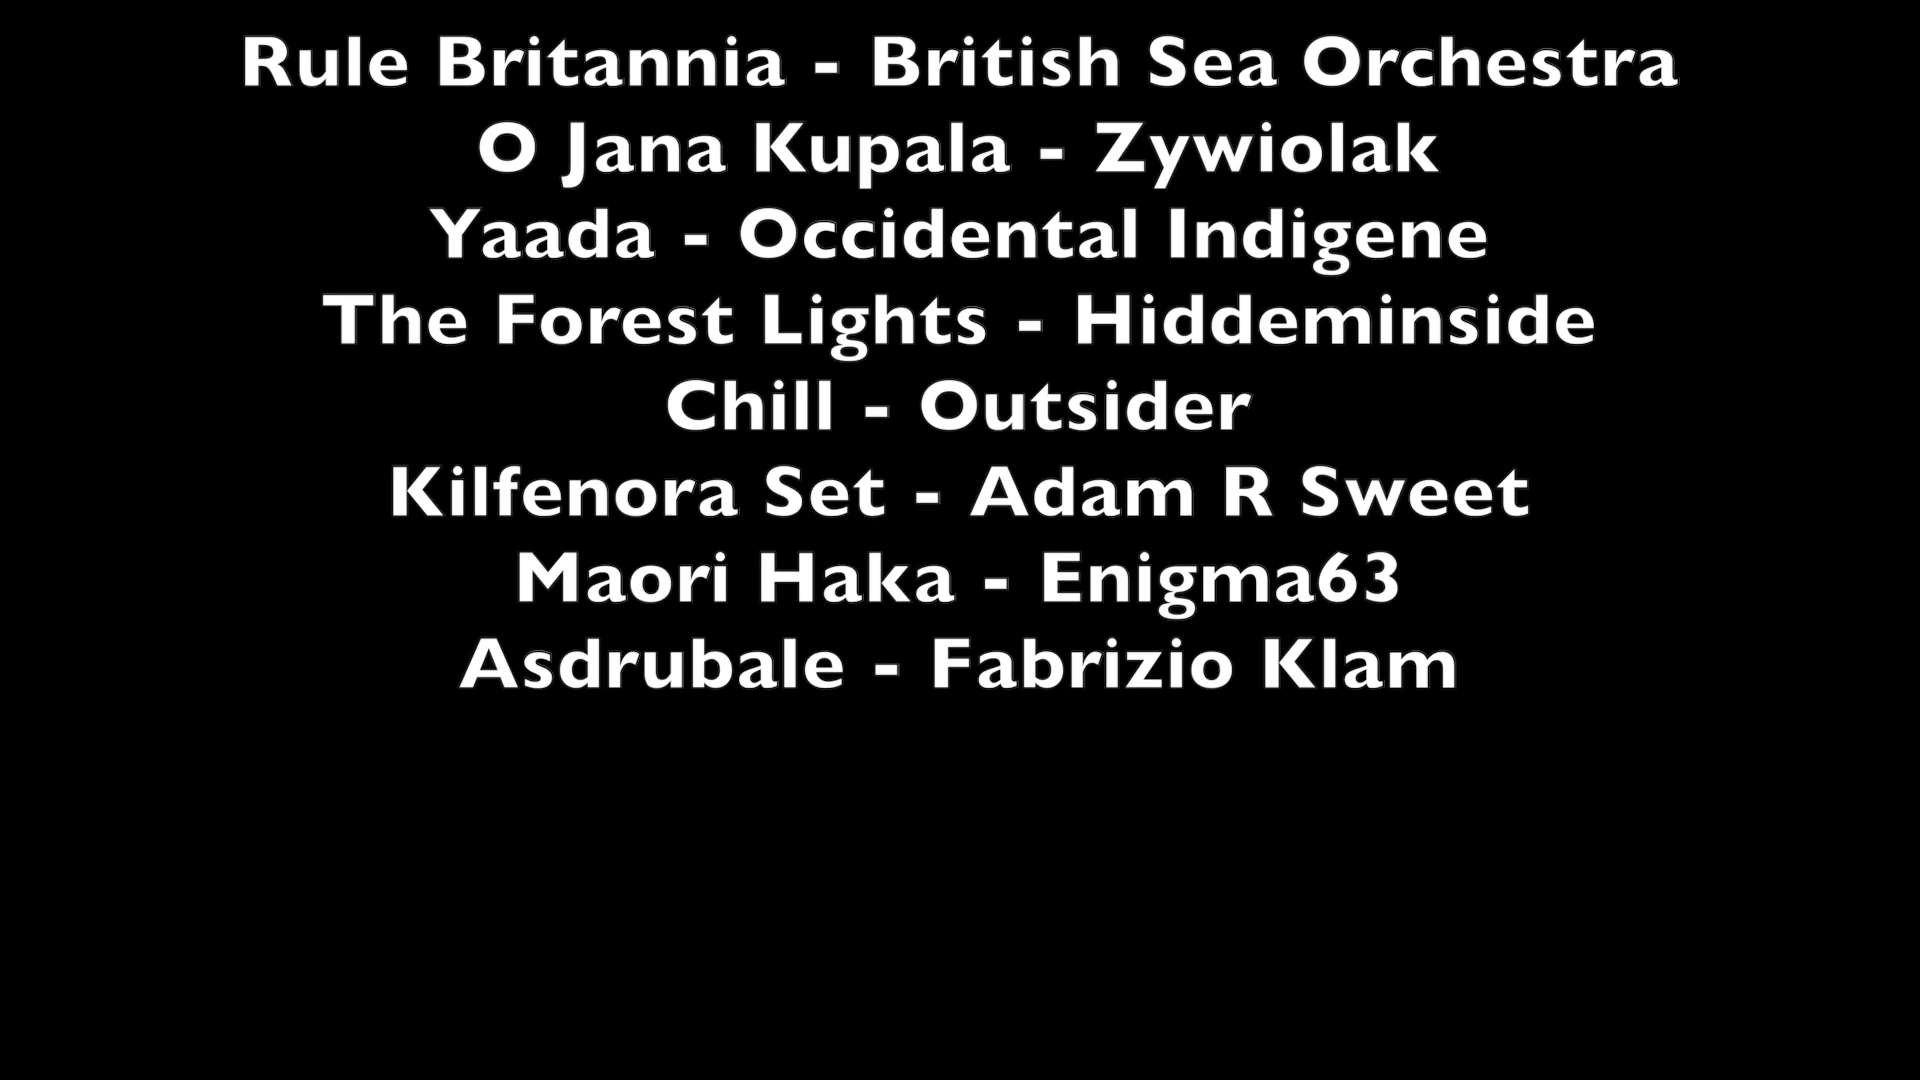 Rule Britannia - British Sea Orchestra
O Jana Kupala - Zywiolak
Yaada - Occidental Indigene
The Forest Lights - Hiddeminside
Chill - Outsider
Kilfenora Set - Adam R Sweet
Maori Haka - Enigma63
Asdrubale - Fabrizio Klam